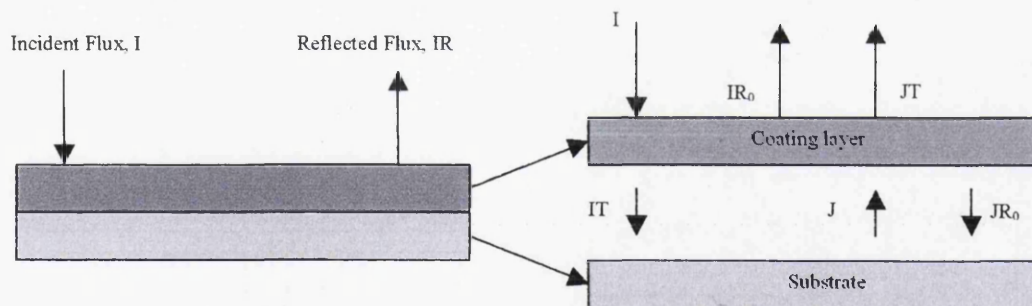 Incident Flux, I
Reflected Flux, IR
I
IR₀
JT
Coating layer
IT
J
JR₀
Substrate